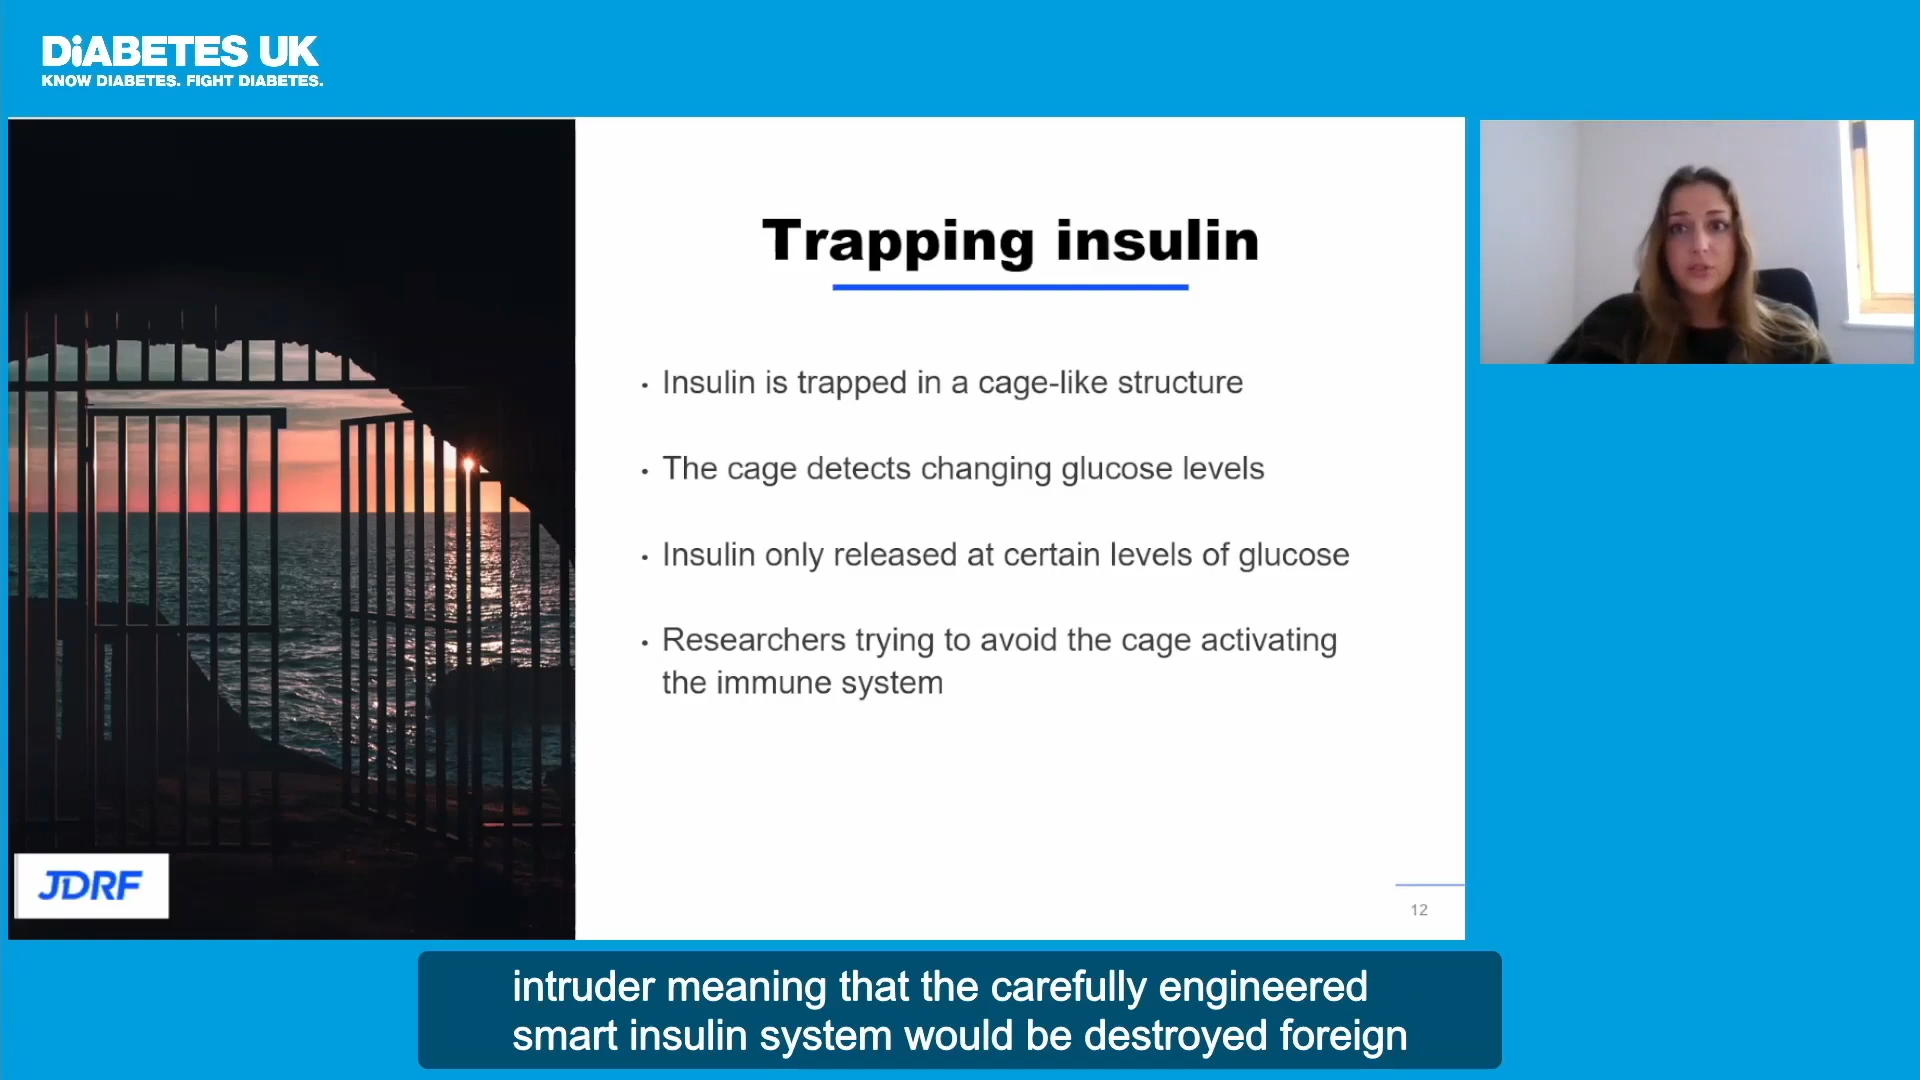 DiABETES UK
KNOW DIABETES. FIGHT DIABETES.
Trapping insulin
• Insulin is trapped in a cage-like structure
• The cage detects changing glucose levels
• Insulin only released at certain levels of glucose
• Researchers trying to avoid the cage activating
the immune system
JDRF
12
intruder meaning that the carefully engineered
smart insulin system would be destroyed foreign